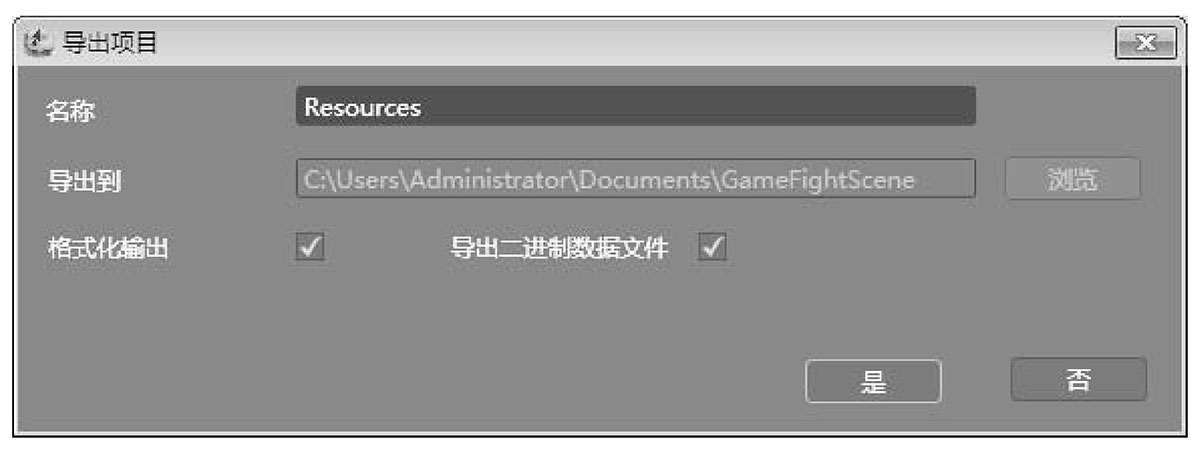 导出项目
名称 Resources
导出到 C:\Users\Administrator\Documents\GameFightScene 浏览
格式化输出 导出二进制数据文件
是 否